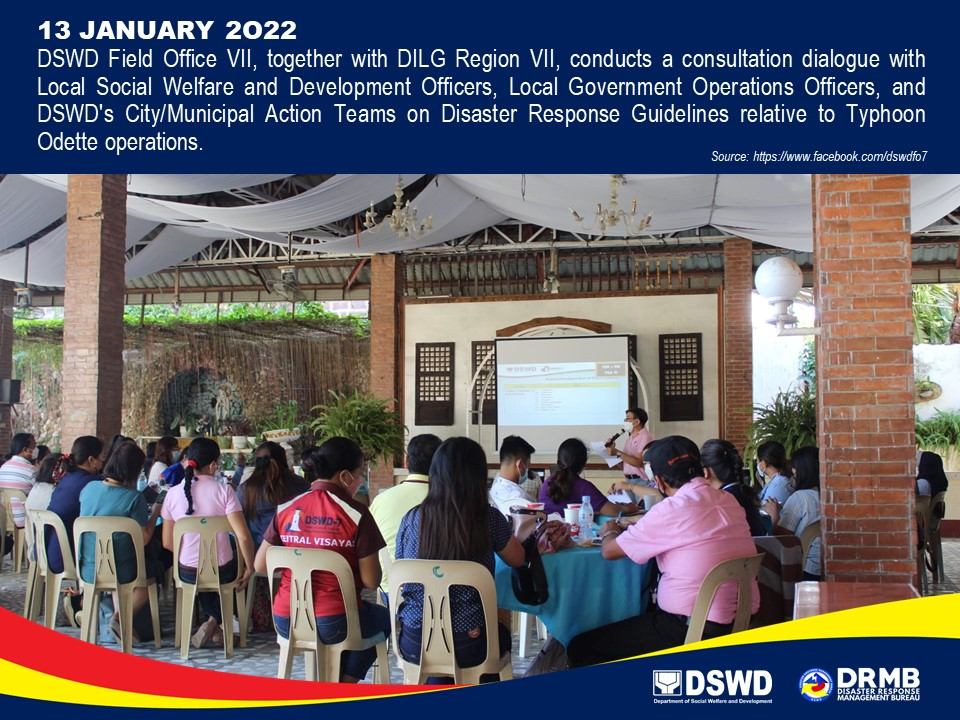 13 JANUARY 2022
DSWD Field Office VII, together with DILG Region VII, conducts a consultation dialogue with
Local Social Welfare and Development Officers, Local Government Operations Officers, and
DSWD's City/Municipal Action Teams on Disaster Response Guidelines relative to Typhoon
Odette operations.
Source: https://www.facebook.com/dswdfo7
DSWD
DSWD-7
CENTRAL VISAYAS
DSWD
Department of Social Welfare and Development
DRMB
DISASTER RESPONSE
MANAGEMENT BUREAU